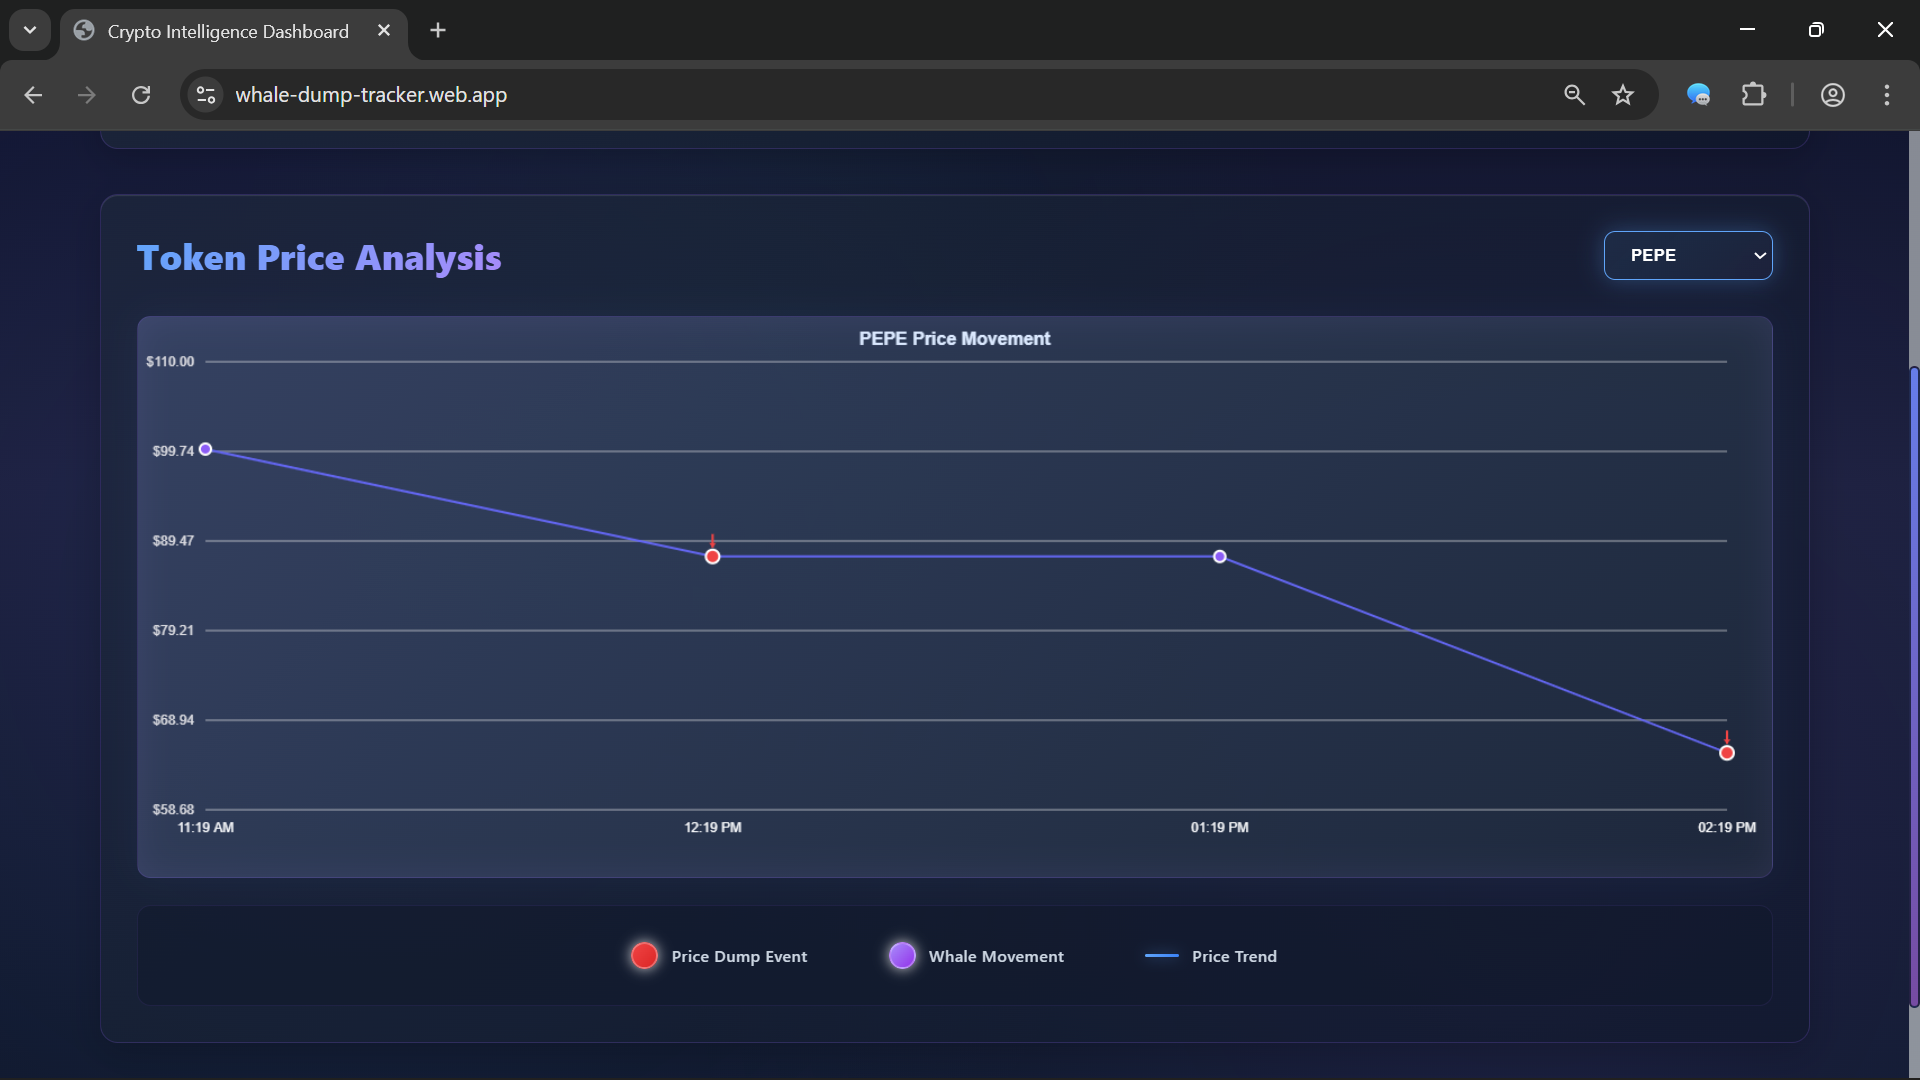 Crypto Intelligence Dashboard
whale-dump-tracker.web.app
Token Price Analysis
PEPE
PEPE Price Movement
$110.00
$99.74
$89.47
$79.21
$68.94
$58.68
11:19 AM 12:19 PM 01:19 PM 02:19 PM
Price Dump Event Whale Movement Price Trend